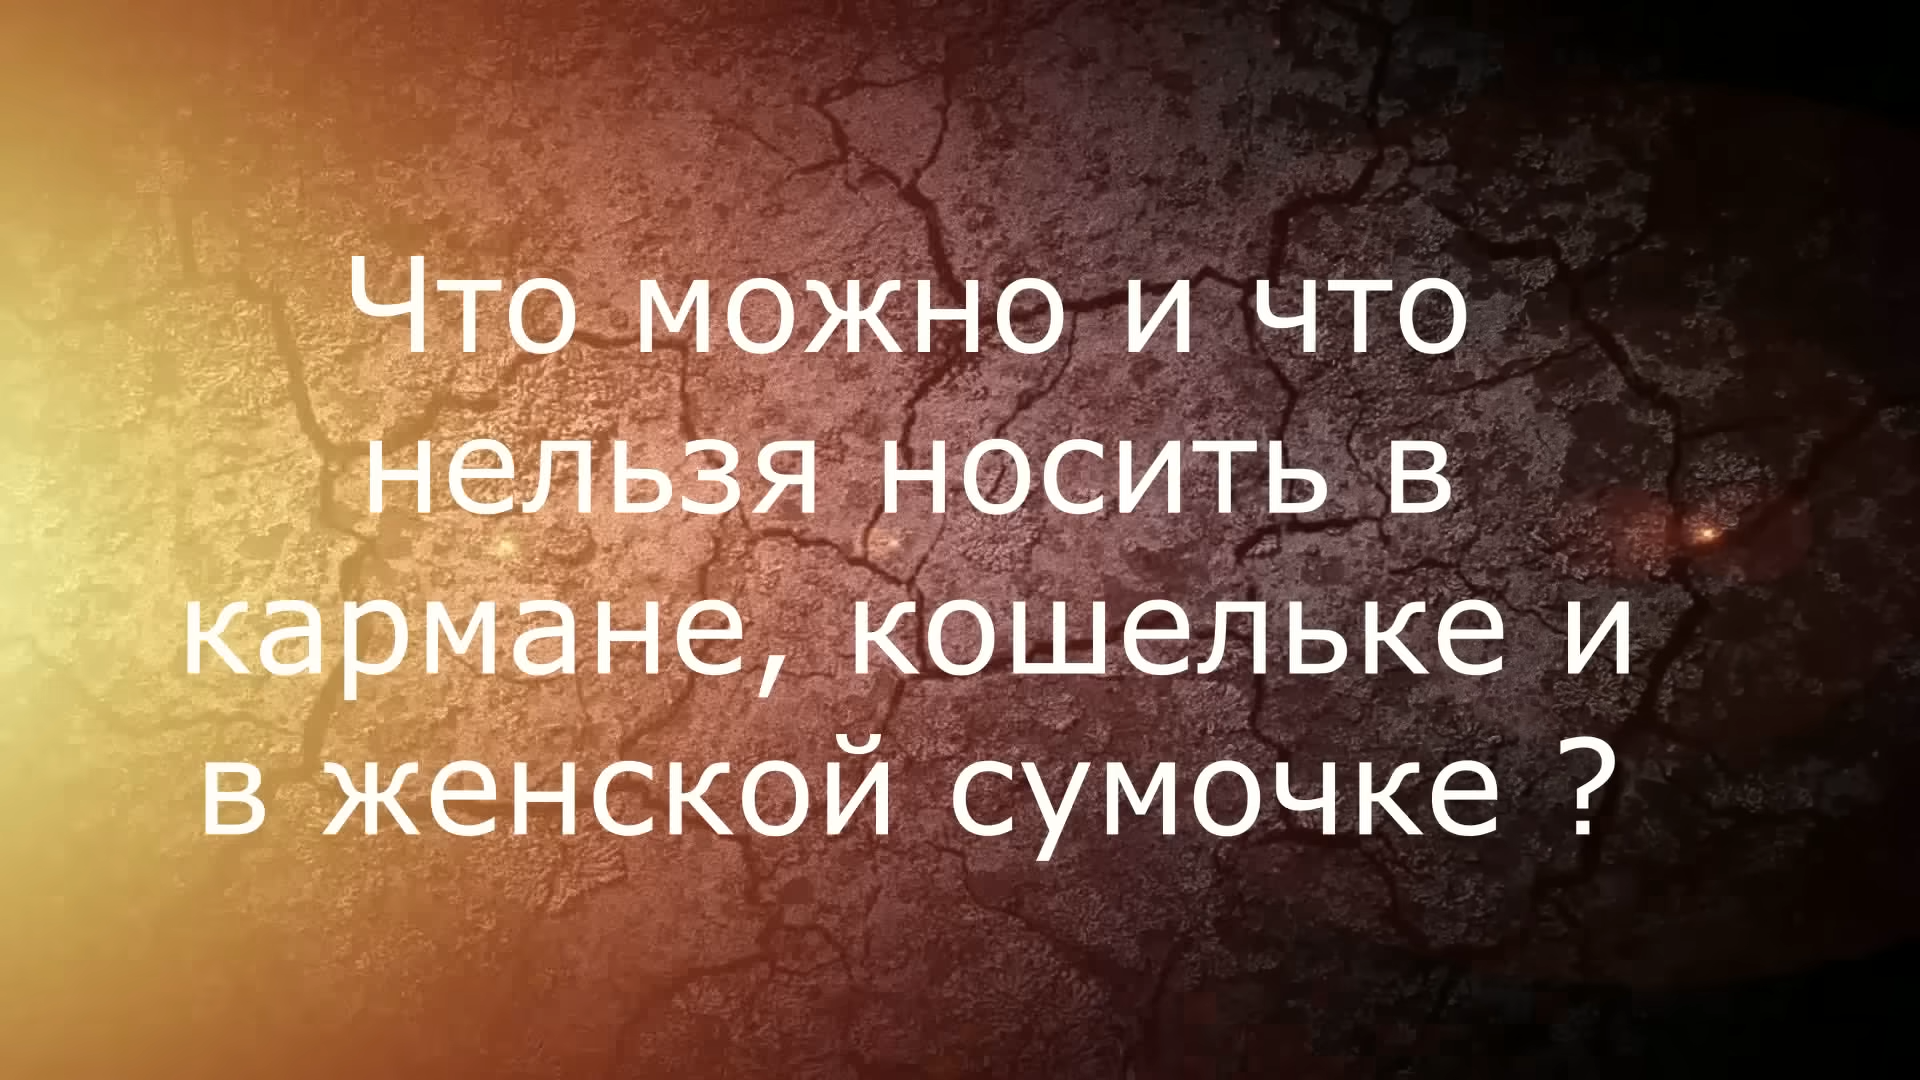 Что можно и что
нельзя носить в
кармане, кошельке и
в женской сумочке ?